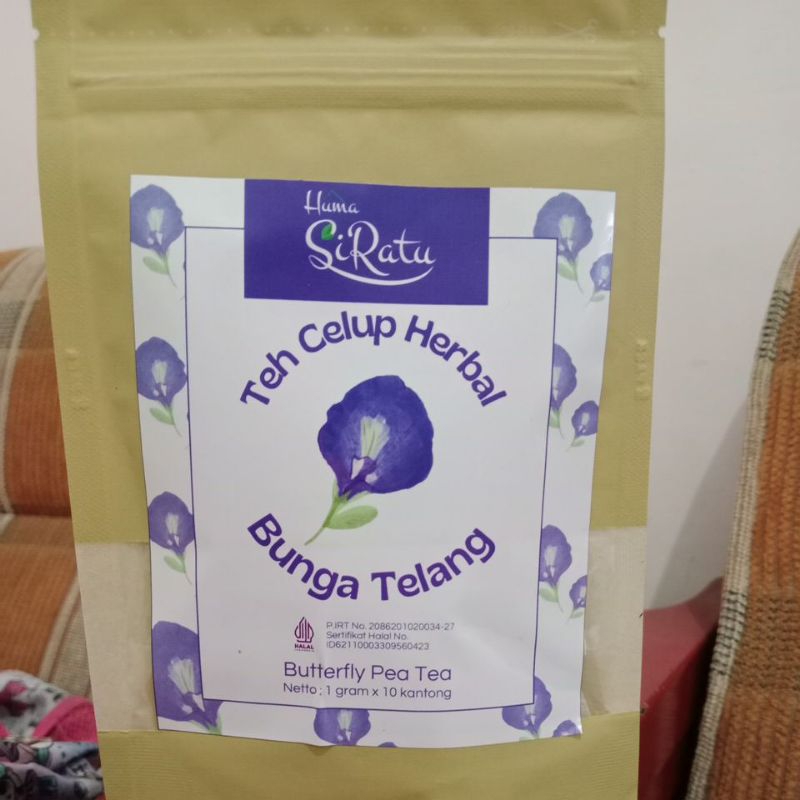 Huma
SiRatu
Teh Celup Herbal
Bunga Telang
P.IRT No. 2086201020034-27
Sertifikat Halal No.
ID62110003309560423
HALAL
INDONESIA
Butterfly Pea Tea
Netto ; 1 gram x 10 kantong